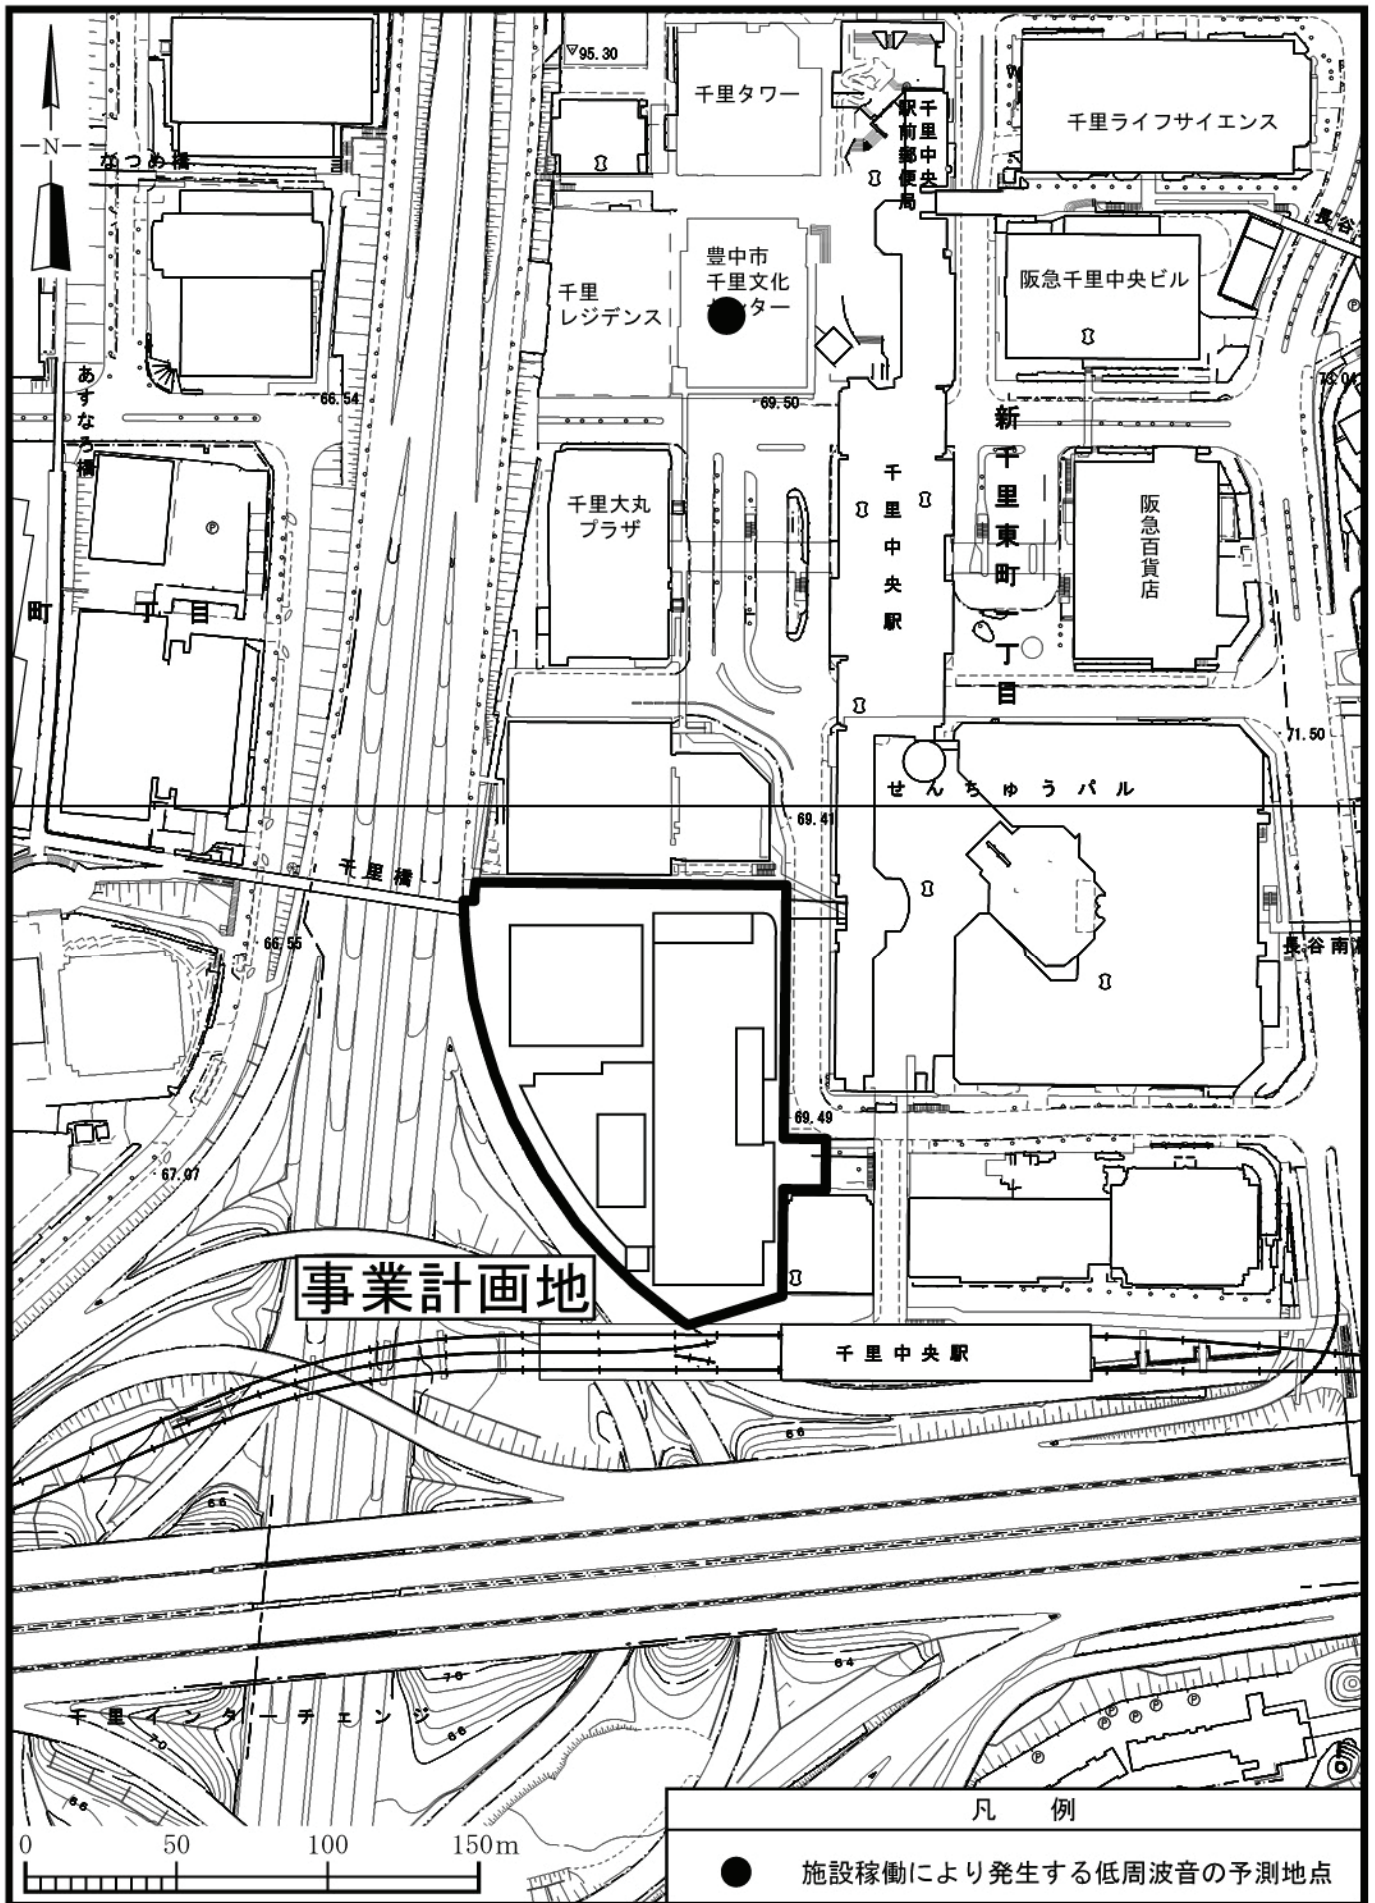 95.30
千里タワー
千里中央
駅前郵便局
千里ライフサイエンス
N
なつめ橋
長谷
豊中市
千里文化
センター
千里
レジデンス
阪急千里中央ビル
あすなろ橋
66.54
69.50
73.04
新千里東町一丁目
千里大丸
プラザ
千里中央駅
阪急百貨店
町丁目
71.50
せんちゅうパル
69.41
千里橋
66.55
長谷南
69.49
67.07
事業計画地
千里中央駅
66
66
64
70
66
千里インターチェンジ
70
66
凡 例
0 50 100 150m
施設稼働により発生する低周波音の予測地点